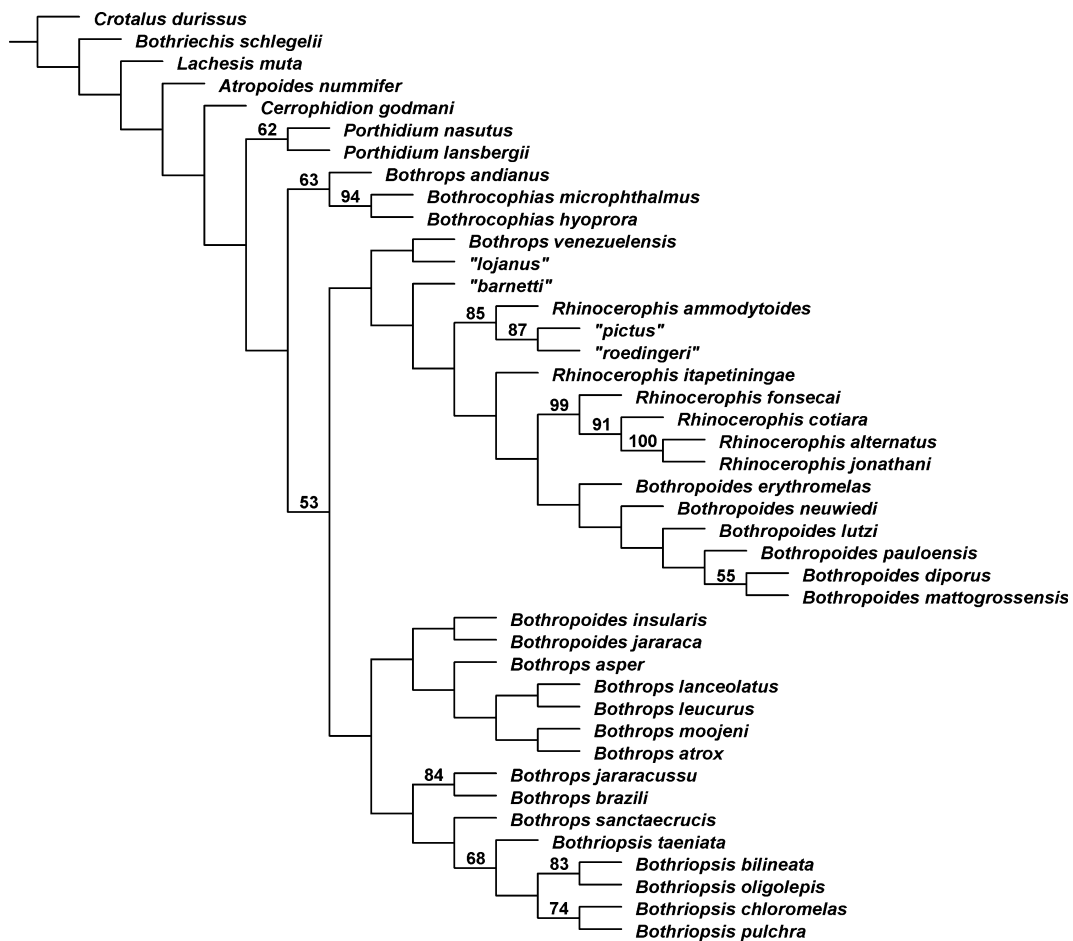 Crotalus durissus
Bothriechis schlegelii
Lachesis muta
Atropoides nummifer
Cerrophidion godmani
62 Porthidium nasutus
Porthidium lansbergii
63 Bothrops andianus
94 Bothrocophias microphthalmus
Bothrocophias hyoprora
Bothrops venezuelensis
"lojanus"
"barnetti"
85 Rhinocerophis ammodytoides
87 "pictus"
"roedingeri"
Rhinocerophis itapetiningae
99 Rhinocerophis fonsecai
91 Rhinocerophis cotiara
100 Rhinocerophis alternatus
Rhinocerophis jonathani
Bothropoides erythromelas
53 Bothropoides neuwiedi
Bothropoides lutzi
Bothropoides pauloensis
55 Bothropoides diporus
Bothropoides mattogrossensis
Bothropoides insularis
Bothropoides jararaca
Bothrops asper
Bothrops lanceolatus
Bothrops leucurus
Bothrops moojeni
Bothrops atrox
84 Bothrops jararacussu
Bothrops brazili
Bothrops sanctaecrucis
Bothriopsis taeniata
68 83 Bothriopsis bilineata
Bothriopsis oligolepis
74 Bothriopsis chloromelas
Bothriopsis pulchra